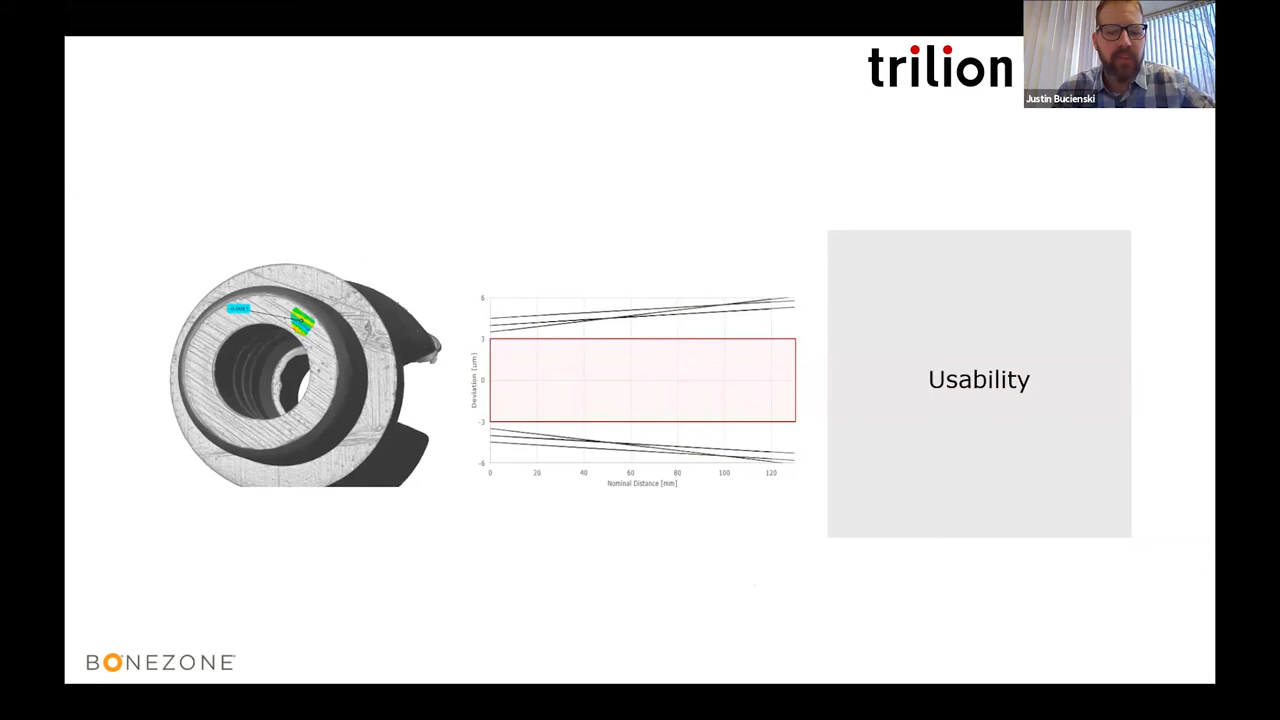 trilion
Justin Bucienski
6
3
0
-3
-6
Deviation [µm]
0
20
40
60
80
100
120
Nominal Distance [mm]
Usability
BONEZONE